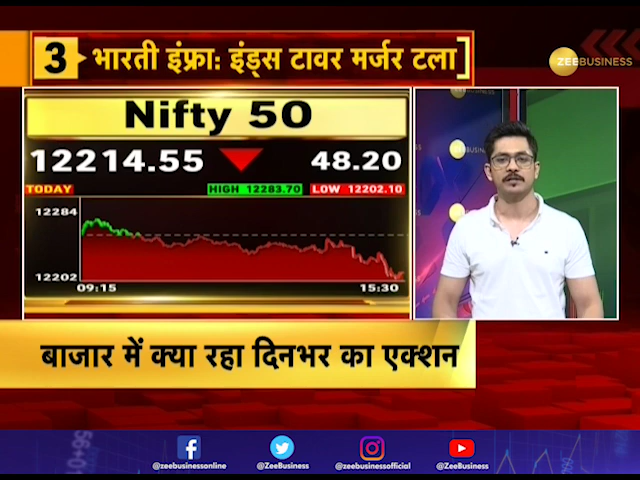 3 भारती इंफ्रा: इंड्स टावर मर्जर टला
ZEEBUSINESS
Nifty 50
12214.55 48.20
TODAY HIGH 12283.70 LOW 12202.10
12284
12202
09:15 15:30
ZEEBUSINESS
बाजार में क्या रहा दिनभर का एक्शन
@zeebusinessonline @ZeeBusiness @zeebusinessofficial @ZeeBusiness